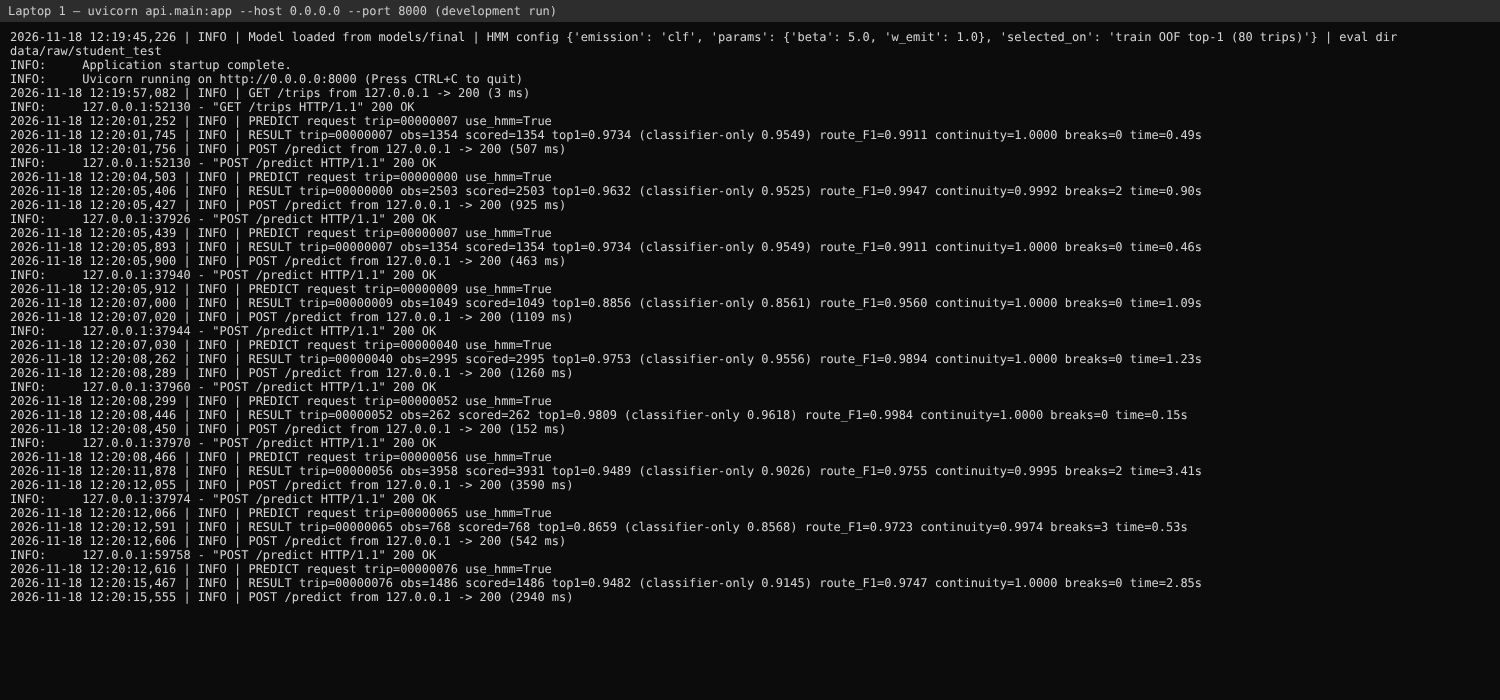 Laptop 1 — uvicorn api.main:app --host 0.0.0.0 --port 8000 (development run)
2026-11-18 12:19:45,226 | INFO | Model loaded from models/final | HMM config {'emission': 'clf', 'params': {'beta': 5.0, 'w_emit': 1.0}, 'selected_on': 'train OOF top-1 (80 trips)'} | eval dir
data/raw/student_test
INFO:     Application startup complete.
INFO:     Uvicorn running on http://0.0.0.0:8000 (Press CTRL+C to quit)
2026-11-18 12:19:57,082 | INFO | GET /trips from 127.0.0.1 -> 200 (3 ms)
INFO:     127.0.0.1:52130 - "GET /trips HTTP/1.1" 200 OK
2026-11-18 12:20:01,252 | INFO | PREDICT request trip=00000007 use_hmm=True
2026-11-18 12:20:01,745 | INFO | RESULT trip=00000007 obs=1354 scored=1354 top1=0.9734 (classifier-only 0.9549) route_F1=0.9911 continuity=1.0000 breaks=0 time=0.49s
2026-11-18 12:20:01,756 | INFO | POST /predict from 127.0.0.1 -> 200 (507 ms)
INFO:     127.0.0.1:52130 - "POST /predict HTTP/1.1" 200 OK
2026-11-18 12:20:04,503 | INFO | PREDICT request trip=00000000 use_hmm=True
2026-11-18 12:20:05,406 | INFO | RESULT trip=00000000 obs=2503 scored=2503 top1=0.9632 (classifier-only 0.9525) route_F1=0.9947 continuity=0.9992 breaks=2 time=0.90s
2026-11-18 12:20:05,427 | INFO | POST /predict from 127.0.0.1 -> 200 (925 ms)
INFO:     127.0.0.1:37926 - "POST /predict HTTP/1.1" 200 OK
2026-11-18 12:20:05,439 | INFO | PREDICT request trip=00000007 use_hmm=True
2026-11-18 12:20:05,893 | INFO | RESULT trip=00000007 obs=1354 scored=1354 top1=0.9734 (classifier-only 0.9549) route_F1=0.9911 continuity=1.0000 breaks=0 time=0.46s
2026-11-18 12:20:05,900 | INFO | POST /predict from 127.0.0.1 -> 200 (463 ms)
INFO:     127.0.0.1:37940 - "POST /predict HTTP/1.1" 200 OK
2026-11-18 12:20:05,912 | INFO | PREDICT request trip=00000009 use_hmm=True
2026-11-18 12:20:07,000 | INFO | RESULT trip=00000009 obs=1049 scored=1049 top1=0.8856 (classifier-only 0.8561) route_F1=0.9560 continuity=1.0000 breaks=0 time=1.09s
2026-11-18 12:20:07,020 | INFO | POST /predict from 127.0.0.1 -> 200 (1109 ms)
INFO:     127.0.0.1:37944 - "POST /predict HTTP/1.1" 200 OK
2026-11-18 12:20:07,030 | INFO | PREDICT request trip=00000040 use_hmm=True
2026-11-18 12:20:08,262 | INFO | RESULT trip=00000040 obs=2995 scored=2995 top1=0.9753 (classifier-only 0.9556) route_F1=0.9894 continuity=1.0000 breaks=0 time=1.23s
2026-11-18 12:20:08,289 | INFO | POST /predict from 127.0.0.1 -> 200 (1260 ms)
INFO:     127.0.0.1:37960 - "POST /predict HTTP/1.1" 200 OK
2026-11-18 12:20:08,299 | INFO | PREDICT request trip=00000052 use_hmm=True
2026-11-18 12:20:08,446 | INFO | RESULT trip=00000052 obs=262 scored=262 top1=0.9809 (classifier-only 0.9618) route_F1=0.9984 continuity=1.0000 breaks=0 time=0.15s
2026-11-18 12:20:08,450 | INFO | POST /predict from 127.0.0.1 -> 200 (152 ms)
INFO:     127.0.0.1:37970 - "POST /predict HTTP/1.1" 200 OK
2026-11-18 12:20:08,466 | INFO | PREDICT request trip=00000056 use_hmm=True
2026-11-18 12:20:11,878 | INFO | RESULT trip=00000056 obs=3958 scored=3931 top1=0.9489 (classifier-only 0.9026) route_F1=0.9755 continuity=0.9995 breaks=2 time=3.41s
2026-11-18 12:20:12,055 | INFO | POST /predict from 127.0.0.1 -> 200 (3590 ms)
INFO:     127.0.0.1:37974 - "POST /predict HTTP/1.1" 200 OK
2026-11-18 12:20:12,066 | INFO | PREDICT request trip=00000065 use_hmm=True
2026-11-18 12:20:12,591 | INFO | RESULT trip=00000065 obs=768 scored=768 top1=0.8659 (classifier-only 0.8568) route_F1=0.9723 continuity=0.9974 breaks=3 time=0.53s
2026-11-18 12:20:12,606 | INFO | POST /predict from 127.0.0.1 -> 200 (542 ms)
INFO:     127.0.0.1:59758 - "POST /predict HTTP/1.1" 200 OK
2026-11-18 12:20:12,616 | INFO | PREDICT request trip=00000076 use_hmm=True
2026-11-18 12:20:15,467 | INFO | RESULT trip=00000076 obs=1486 scored=1486 top1=0.9482 (classifier-only 0.9145) route_F1=0.9747 continuity=1.0000 breaks=0 time=2.85s
2026-11-18 12:20:15,555 | INFO | POST /predict from 127.0.0.1 -> 200 (2940 ms)